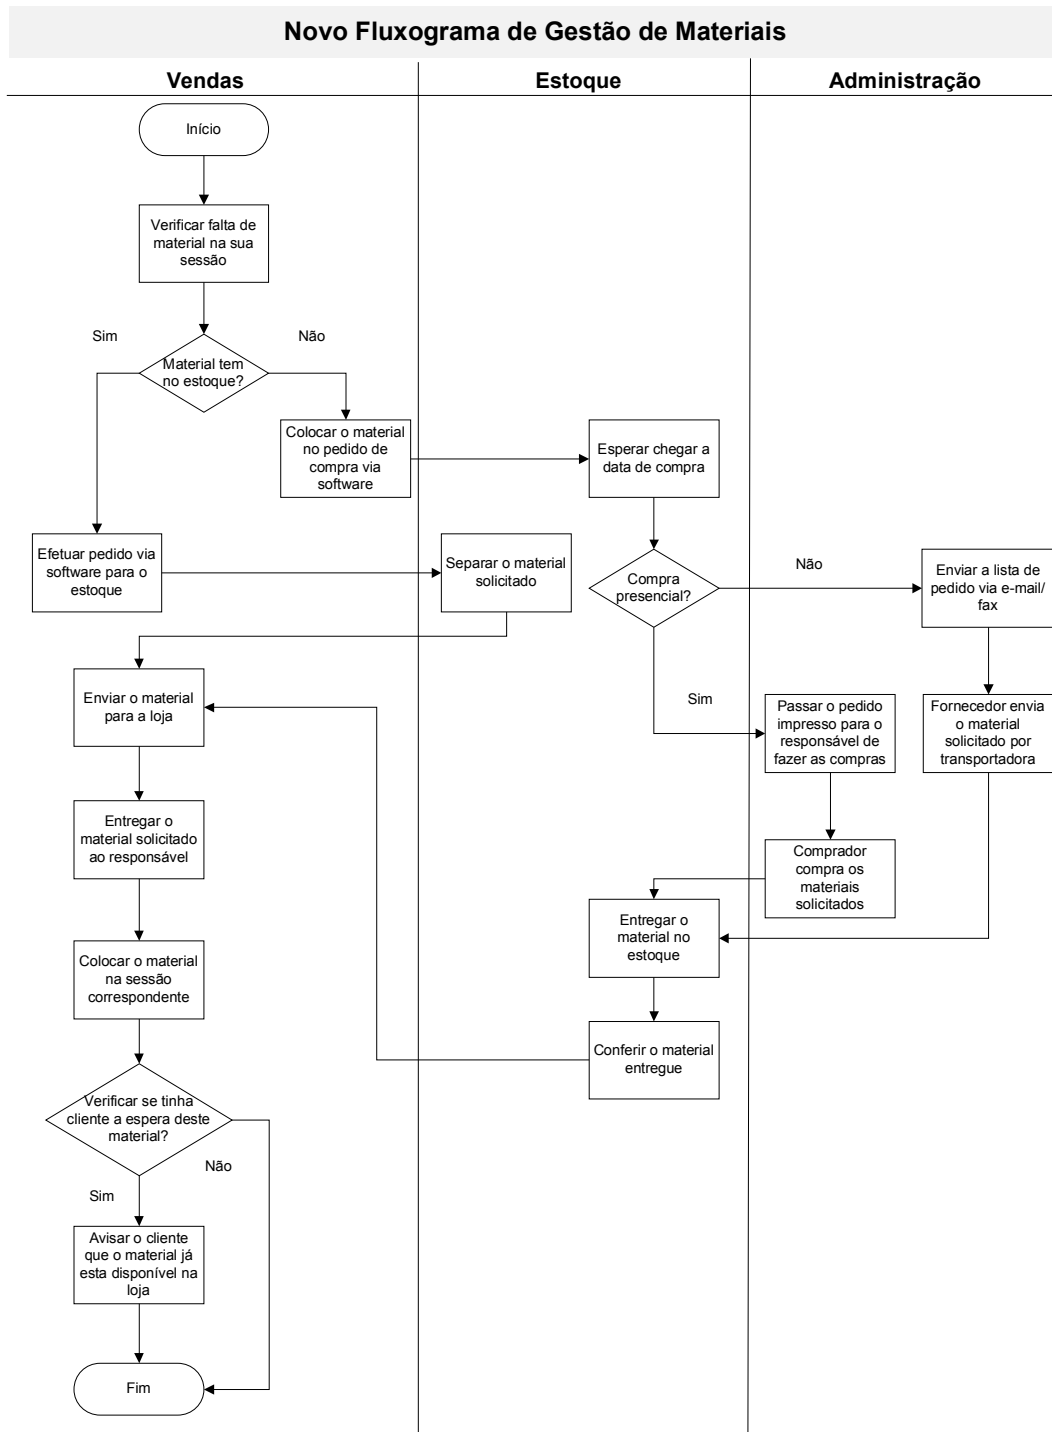 Novo Fluxograma de Gestão de Materiais
Vendas
Estoque
Administração
Início
Verificar falta de
material na sua
sessão
Sim
Não
Material tem
no estoque?
Colocar o material
no pedido de
compra via
software
Esperar chegar a
data de compra
Efetuar pedido via
software para o
estoque
Separar o material
solicitado
Compra
presencial?
Não
Enviar a lista de
pedido via e-mail/
fax
Enviar o material
para a loja
Sim
Passar o pedido
impresso para o
responsável de
fazer as compras
Fornecedor envia
o material
solicitado por
transportadora
Entregar o
material solicitado
ao responsável
Comprador
compra os
materiais
solicitados
Entregar o
material no
estoque
Colocar o material
na sessão
correspondente
Conferir o material
entregue
Verificar se tinha
cliente a espera deste
material?
Não
Sim
Avisar o cliente
que o material já
esta disponível na
loja
Fim